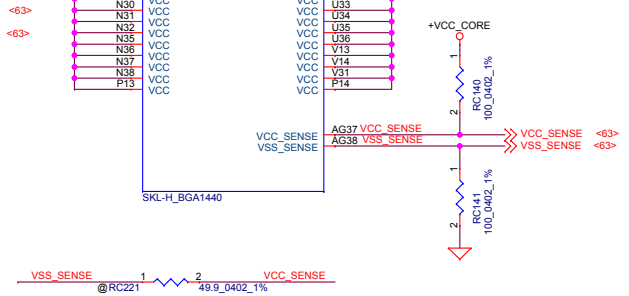 <63>
<63>
N30 VCC VCC U33
N31 VCC VCC U34
N32 VCC VCC U35
N35 VCC VCC U36
N36 VCC VCC V13
N37 VCC VCC V14
N38 VCC VCC V31
P13 VCC VCC P14
+VCC_CORE
1
RC140
100_0402_1%
2
VCC_SENSE AG37 VCC_SENSE
VSS_SENSE AG38 VSS_SENSE
VCC_SENSE <63>
VSS_SENSE <63>
1
RC141
100_0402_1%
2
SKL-H_BGA1440
VSS_SENSE 1 2 VCC_SENSE
@RC221 49.9_0402_1%